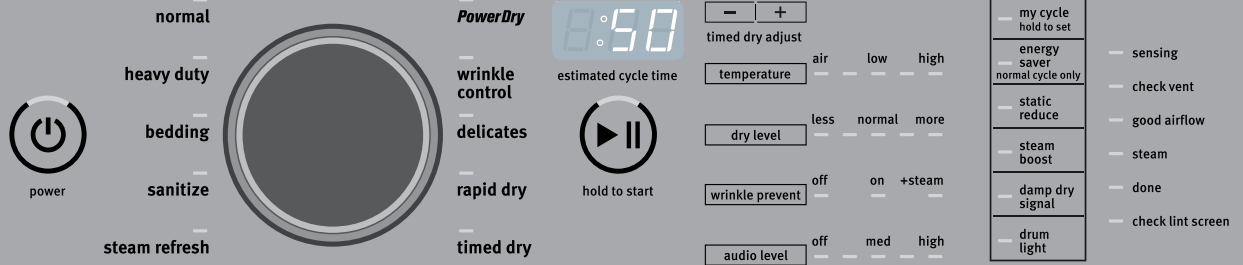 power
normal
heavy duty
bedding
sanitize
steam refresh
PowerDry
wrinkle
control
delicates
rapid dry
timed dry
:50
estimated cycle time
hold to start
− +
timed dry adjust
temperature
air low high
dry level
less normal more
wrinkle prevent
off on +steam
audio level
off med high
my cycle
hold to set
energy
saver
normal cycle only
static
reduce
steam
boost
damp dry
signal
drum
light
sensing
check vent
good airflow
steam
done
check lint screen